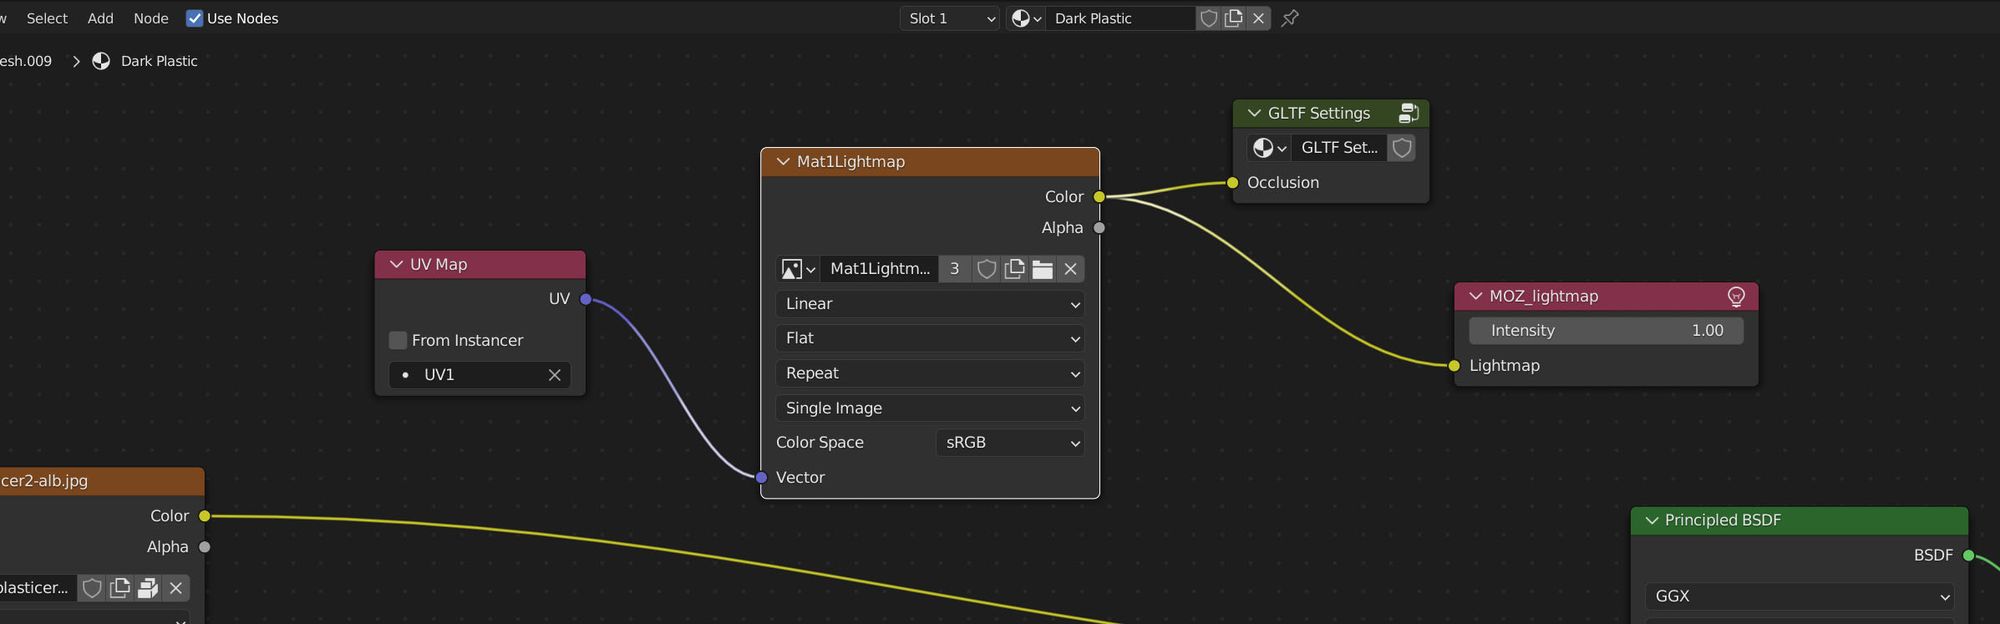 Select Add Node Use Nodes Slot 1 Dark Plastic
esh.009 > Dark Plastic
GLTF Settings
GLTF Set...
Occlusion
Mat1Lightmap
Color
Alpha
Mat1Lightm... 3
Linear
Flat
Repeat
Single Image
Color Space sRGB
Vector
UV Map
UV
From Instancer
UV1
MOZ_lightmap
Intensity 1.00
Lightmap
cer2-alb.jpg
Color
Alpha
plasticer...
Principled BSDF
BSDF
GGX